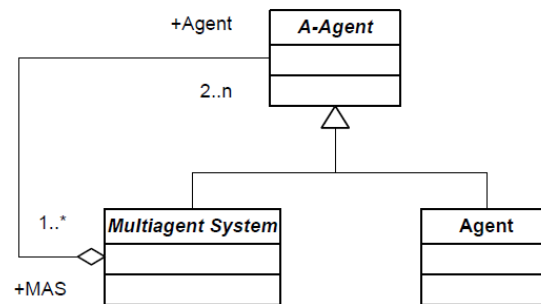 +Agent
A-Agent
2..n
1..*
Multiagent System
Agent
+MAS